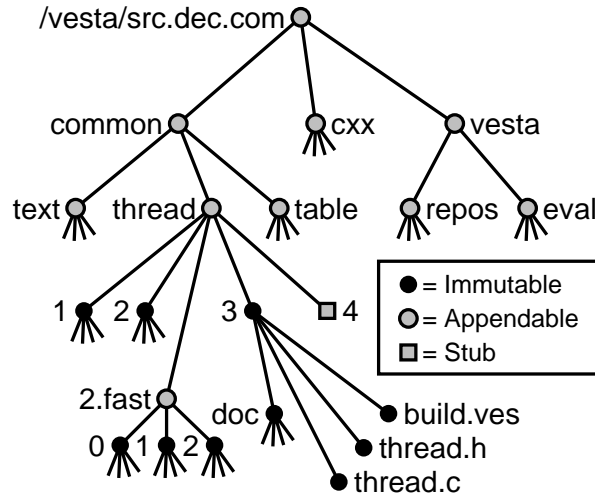 /vesta/src.dec.com
common
cxx
vesta
text
thread
table
repos
eval
= Immutable
= Appendable
= Stub
1
2
3
4
2.fast
doc
build.ves
0
1
2
thread.h
thread.c